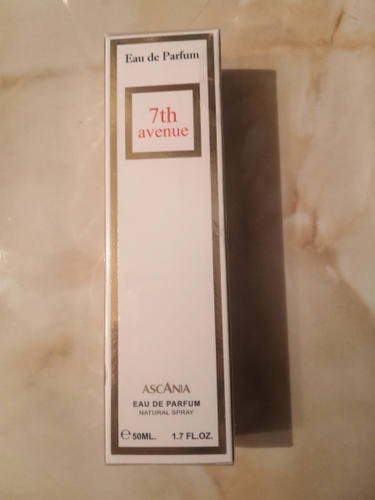 Eau de Parfum
7th
avenue
ASCANIA
EAU DE PARFUM
NATURAL SPRAY
℮ 50ML. 1.7 FL.OZ.